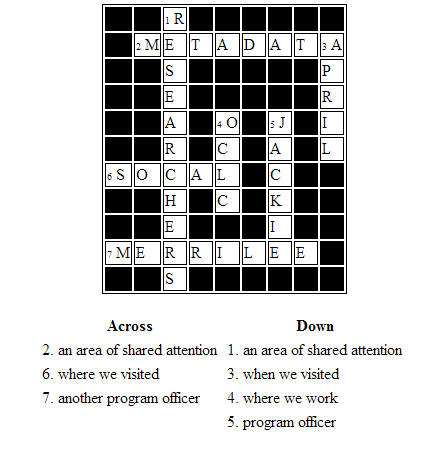 1 R
2 M E T A D A T 3 A
S P
E R
A 4 O 5 J I
R C A L
6 S O C A L C
H C K
E I
7 M E R R I L E E
S
Across
2. an area of shared attention
6. where we visited
7. another program officer
Down
1. an area of shared attention
3. when we visited
4. where we work
5. program officer